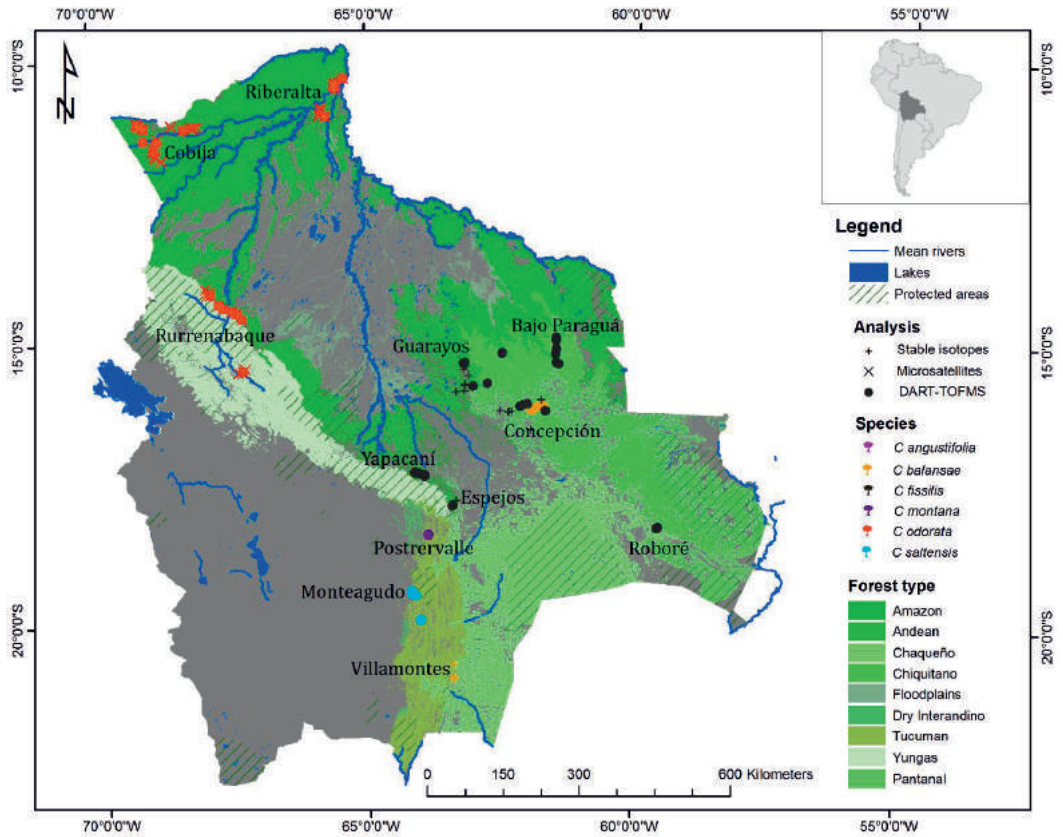 70°0'0"W
65°0'0"W
60°0'0"W
55°0'0"W
10°0'0"S
10°0'0"S
N
Riberalta
Cobija
Rurrenabaque
Bajo Paraguá
Guarayos
15°0'0"S
15°0'0"S
Concepción
Yapacaní
Espejos
Postrervalle
Roboré
Monteagudo
20°0'0"S
20°0'0"S
Villamontes
Legend
Mean rivers
Lakes
Protected areas
Analysis
Stable isotopes
Microsatellites
DART-TOFMS
Species
C angustifolia
C balansae
C fissilis
C montana
C odorata
C saltensis
Forest type
Amazon
Andean
Chaqueño
Chiquitano
Floodplains
Dry Interandino
Tucuman
Yungas
Pantanal
0 150 300 600 Kilometers
70°0'0"W
65°0'0"W
60°0'0"W
55°0'0"W